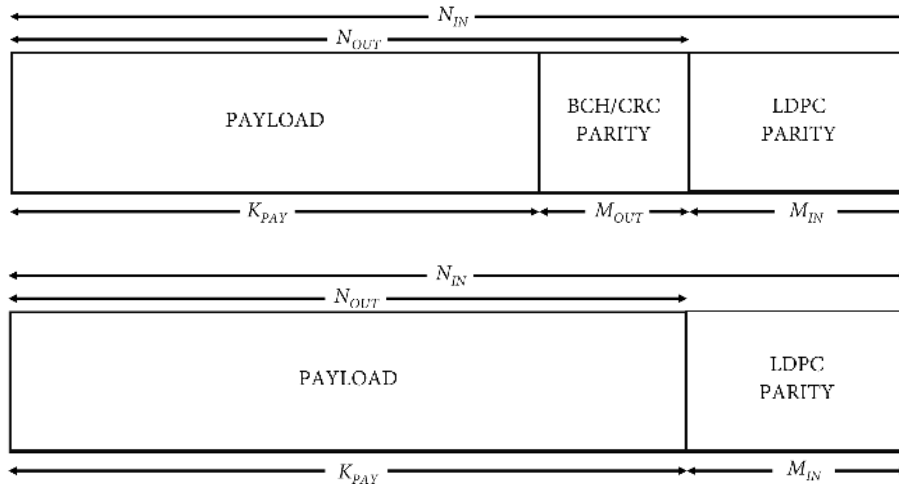 N_IN
N_OUT
PAYLOAD
BCH/CRC
PARITY
LDPC
PARITY
K_PAY
M_OUT
M_IN
N_IN
N_OUT
PAYLOAD
LDPC
PARITY
K_PAY
M_IN